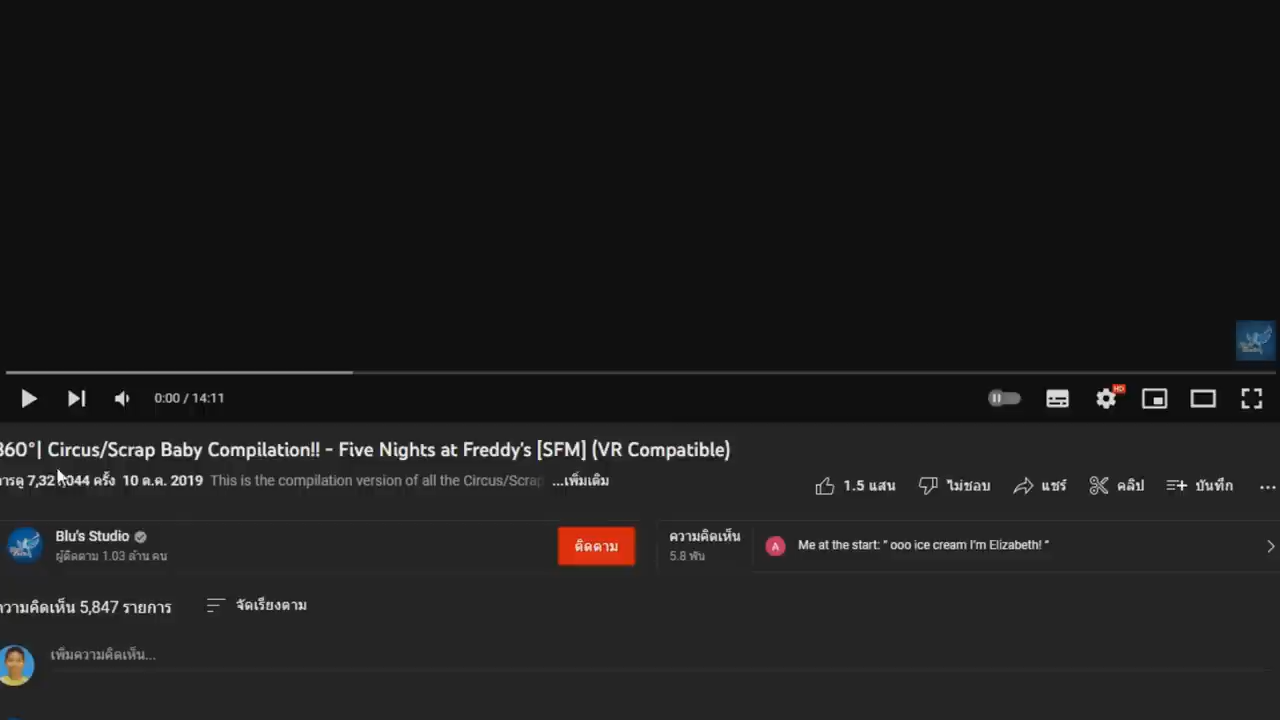 0:00 / 14:11
HD
360°| Circus/Scrap Baby Compilation!! - Five Nights at Freddy's [SFM] (VR Compatible)
ครั้ง 10 ต.ค. 2019 This is the compilation version of all the Circus/Scrap ...เพิ่มเติม
1.5 แสน ไม่ชอบ แชร์ คลิป บันทึก
Blu's Studio
ผู้ติดตาม 1.03 ล้าน คน
ติดตาม
ความคิดเห็น
5.8 พัน
A
Me at the start: " ooo ice cream I'm Elizabeth! "
ความคิดเห็น 5,847 รายการ
จัดเรียงตาม
เพิ่มความคิดเห็น...